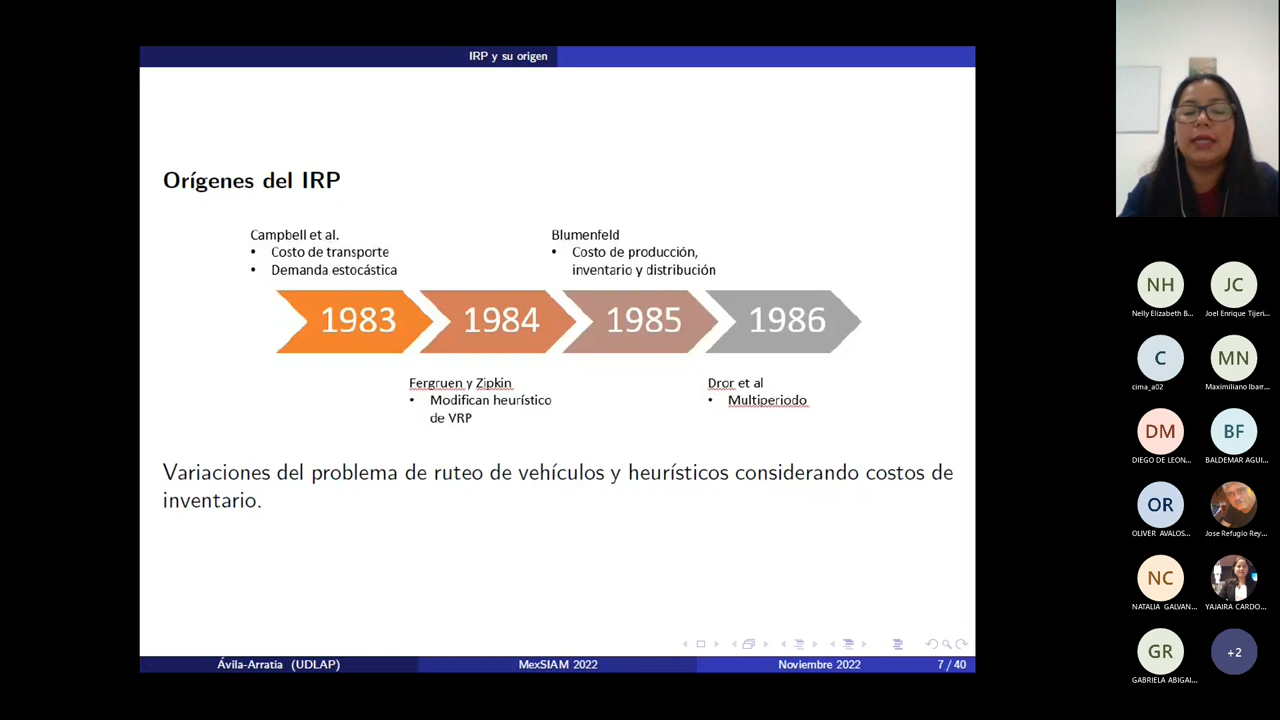 IRP y su origen
Orígenes del IRP
Campbell et al.
• Costo de transporte
• Demanda estocástica
Blumenfeld
• Costo de producción,
inventario y distribución
1983
1984
1985
1986
Fergruen y Zipkin
• Modifican heurístico
de VRP
Dror et al
• Multiperiodo
Variaciones del problema de ruteo de vehículos y heurísticos considerando costos de
inventario.
Ávila-Arratia (UDLAP)
MexSIAM 2022
Noviembre 2022
7 / 40
NH
JC
Nelly Elizabeth B...
Joel Enrique Tijeri...
C
MN
cima_a02
Maximiliano Ibarr...
DM
BF
DIEGO DE LEON...
BALDEMAR AGUI...
OR
OLIVER AVALOS...
Jose Refugio Rey...
NC
NATALIA GALVAN...
YAJAIRA CARDO...
GR
+2
GABRIELA ABIGAI...